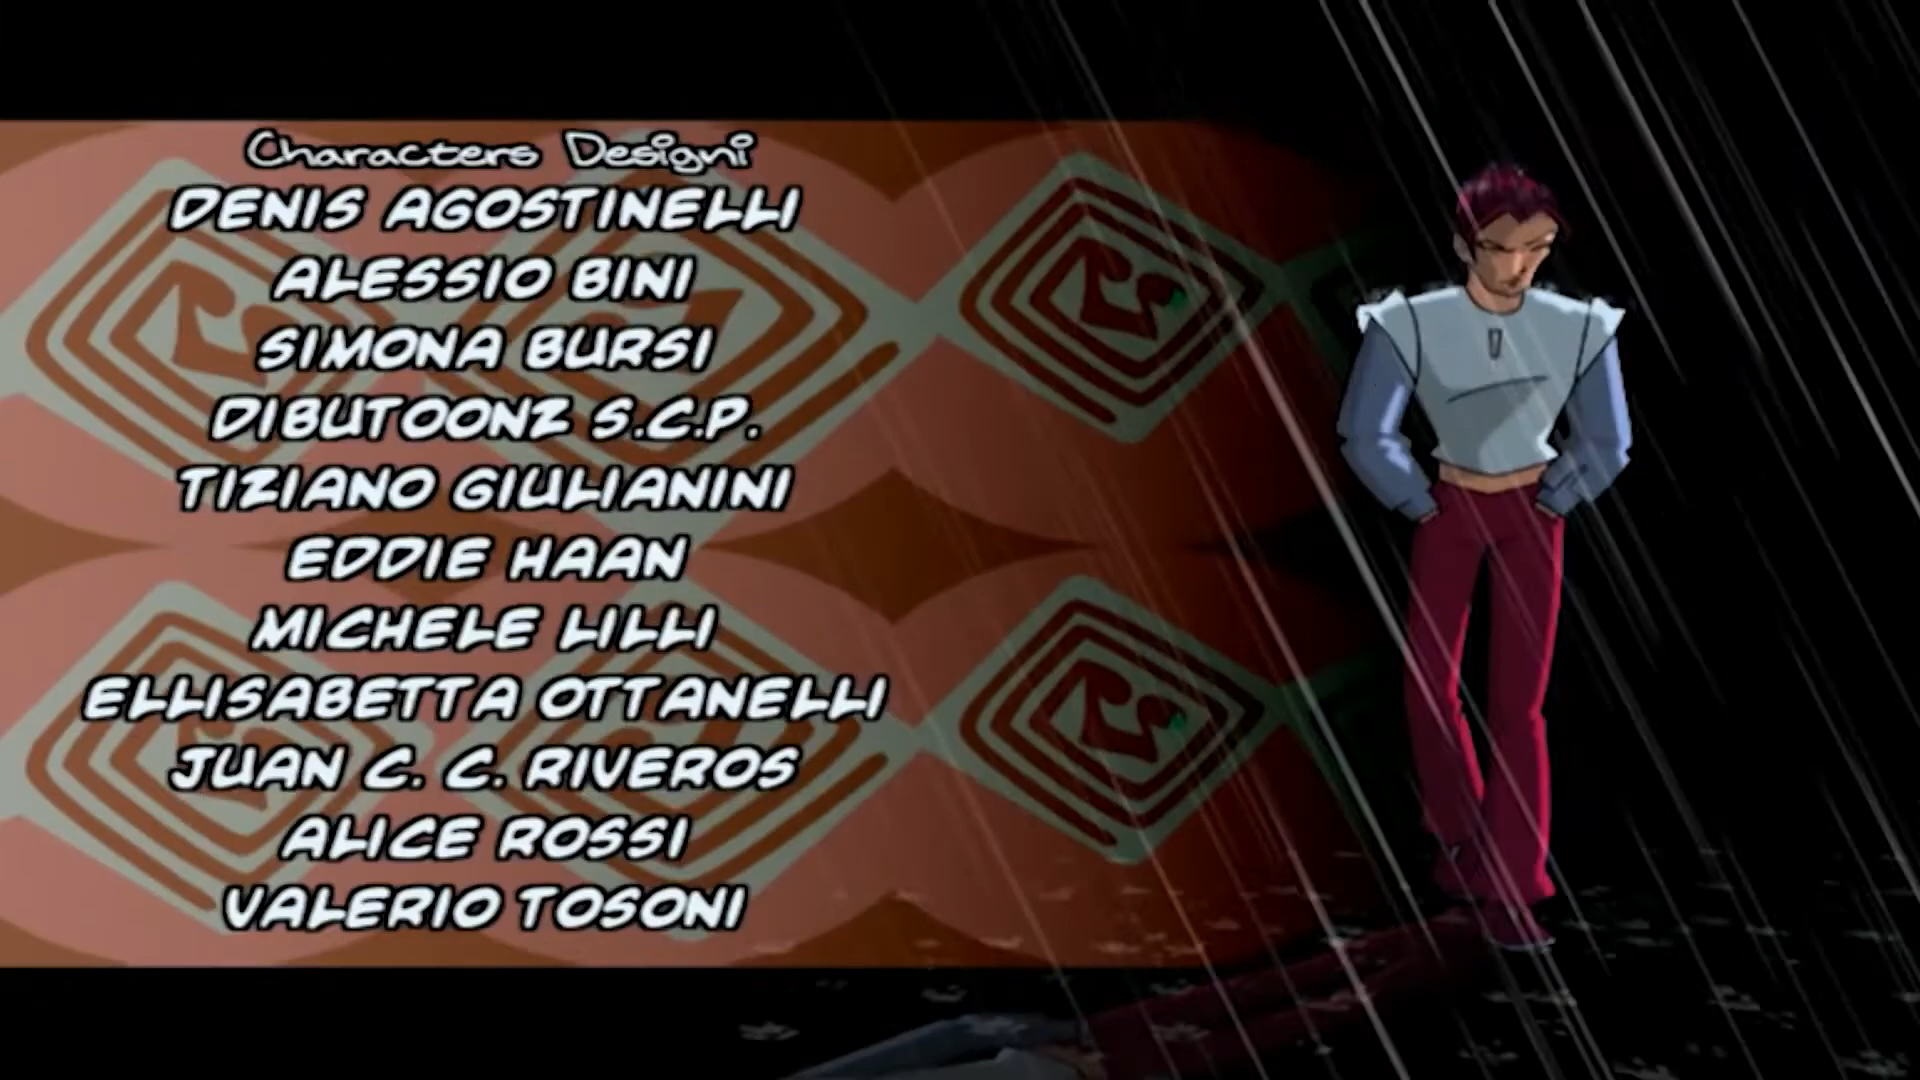 Characters Designi
DENIS AGOSTINELLI
ALESSIO BINI
SIMONA BURSI
DIBUTOONZ S.C.P.
TIZIANO GIULIANINI
EDDIE HAAN
MICHELE LILLI
ELLISABETTA OTTANELLI
JUAN C. C. RIVEROS
ALICE ROSSI
VALERIO TOSONI